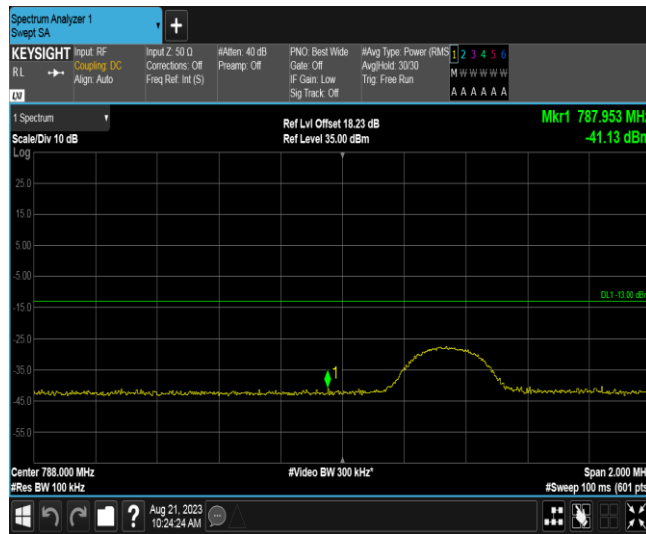 Spectrum Analyzer 1
Swept SA
+
KEYSIGHT Input: RF Input Z: 50 Ω #Atten: 40 dB PNO: Best Wide #Avg Type: Power (RMS 1 2 3 4 5 6
RL Coupling: DC Corrections: Off Preamp: Off Gate: Off Avg|Hold: 30/30 M W W W W W
Align: Auto Freq Ref: Int (S) IF Gain: Low Trig: Free Run
LXI Sig Track: Off A A A A A A
1 Spectrum Ref Lvl Offset 18.23 dB Mkr1 787.953 MHz
Scale/Div 10 dB Ref Level 35.00 dBm -41.13 dBm
Log
25.0
15.0
5.00
-5.00
DL1 -13.00 dBm
-15.0
-25.0
1
-35.0
-45.0
-55.0
Center 788.000 MHz #Video BW 300 kHz* Span 2.000 MHz
#Res BW 100 kHz #Sweep 100 ms (601 pts
? Aug 21, 2023
10:24:24 AM